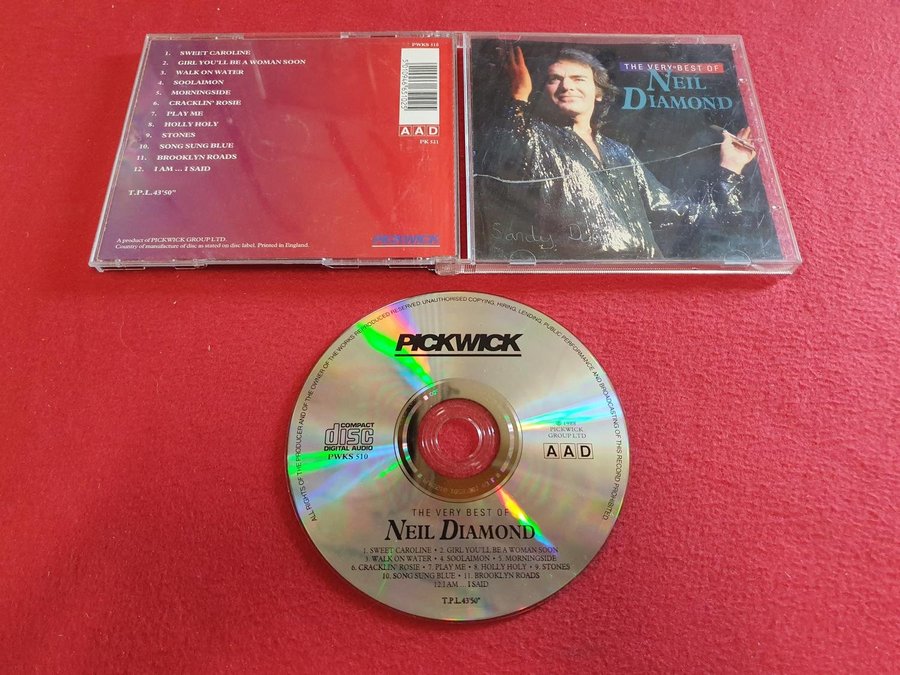 1. SWEET CAROLINE
2. GIRL YOU'LL BE A WOMAN SOON
3. WALK ON WATER
4. SOOLAIMON
5. MORNINGSIDE
6. CRACKLIN' ROSIE
7. PLAY ME
8. HOLLY HOLY
9. STONES
10. SONG SUNG BLUE
11. BROOKLYN ROADS
12. I AM ... I SAID
T.P.L.43'50"
A product of PICKWICK GROUP LTD.
Country of manufacture of disc as stated on disc label. Printed in England.
PICKWICK
PWKS 510
AAD
PK 521
THE VERY BEST OF
NEIL
DIAMOND
Sandy
ALL RIGHTS OF THE PRODUCER AND OF THE OWNER OF THE WORKS REPRODUCED RESERVED. UNAUTHORISED COPYING, HIRING, LENDING, PUBLIC PERFORMANCE AND BROADCASTING OF THIS RECORD PROHIBITED
PICKWICK
COMPACT
disc
DIGITAL AUDIO
PWKS 510
℗ 1988
PICKWICK
GROUP LTD
AAD
THE VERY BEST OF
NEIL DIAMOND
1. SWEET CAROLINE • 2. GIRL YOU'LL BE A WOMAN SOON
3. WALK ON WATER • 4. SOOLAIMON • 5. MORNINGSIDE
6. CRACKLIN' ROSIE • 7. PLAY ME • 8. HOLLY HOLY • 9. STONES
10. SONG SUNG BLUE • 11. BROOKLYN ROADS
12. I AM ... I SAID
T.P.L.43'50"